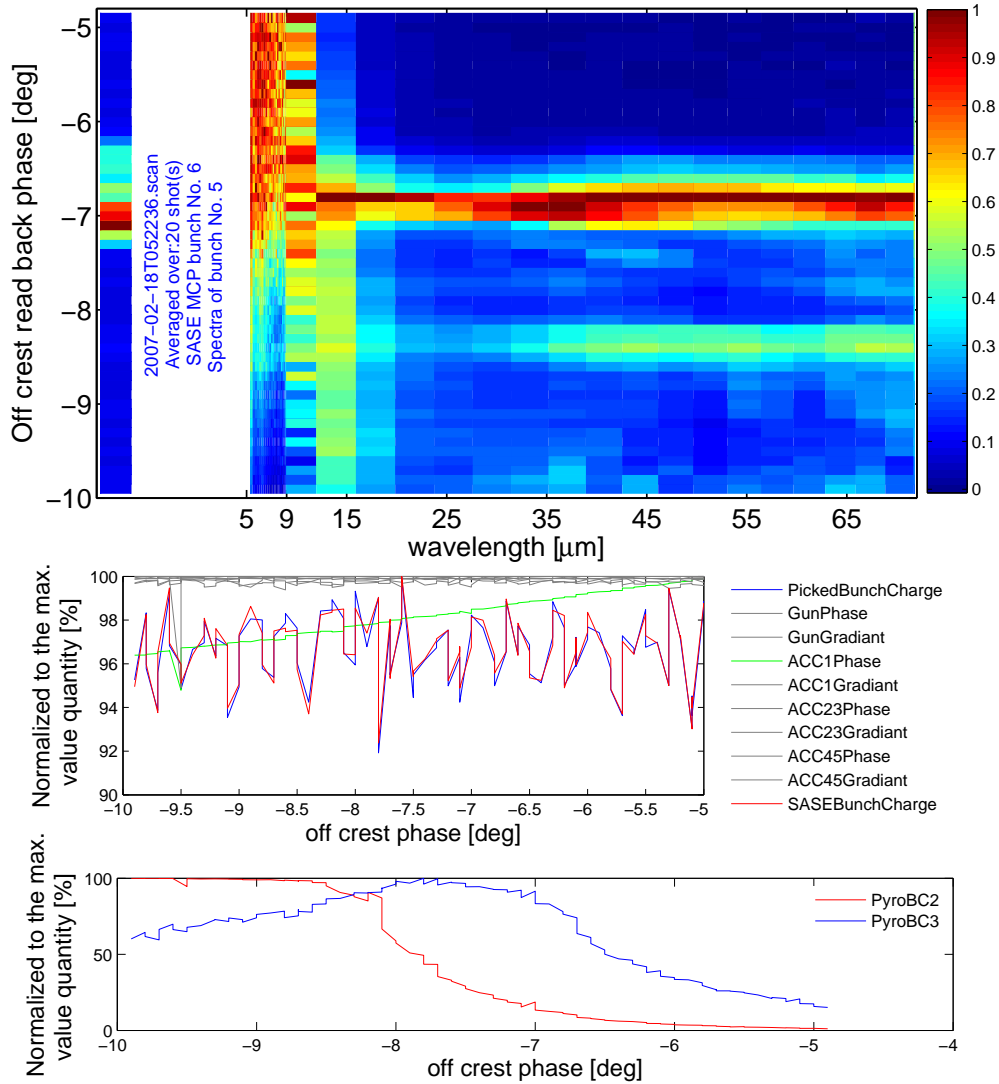 −5
−6
−7
−8
−9
−10
Off crest read back phase [deg]
2007−02−18T052236.scan
Averaged over:20 shot(s)
SASE MCP bunch No. 6
Spectra of bunch No. 5
5 9 15 25 35 45 55 65
wavelength [μm]
1
0.9
0.8
0.7
0.6
0.5
0.4
0.3
0.2
0.1
0
100
98
96
94
92
90
Normalized to the max.
value quantity [%]
−10 −9.5 −9 −8.5 −8 −7.5 −7 −6.5 −6 −5.5 −5
off crest phase [deg]
PickedBunchCharge
GunPhase
GunGradiant
ACC1Phase
ACC1Gradiant
ACC23Phase
ACC23Gradiant
ACC45Phase
ACC45Gradiant
SASEBunchCharge
100
50
0
Normalized to the max.
value quantity [%]
PyroBC2
PyroBC3
−10 −9 −8 −7 −6 −5 −4
off crest phase [deg]